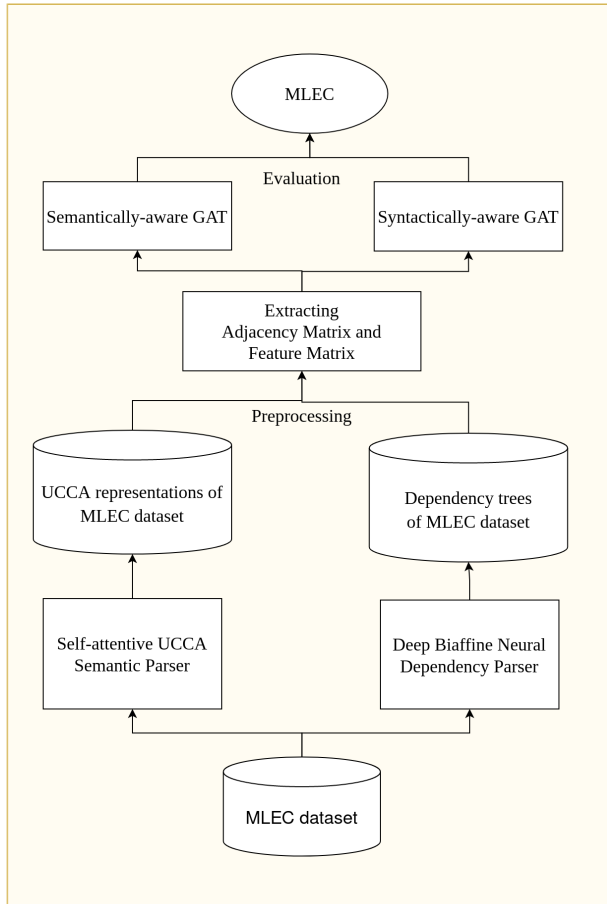 MLEC
Evaluation
Semantically-aware GAT
Syntactically-aware GAT
Extracting
Adjacency Matrix and
Feature Matrix
Preprocessing
UCCA representations of
MLEC dataset
Dependency trees
of MLEC dataset
Self-attentive UCCA
Semantic Parser
Deep Biaffine Neural
Dependency Parser
MLEC dataset